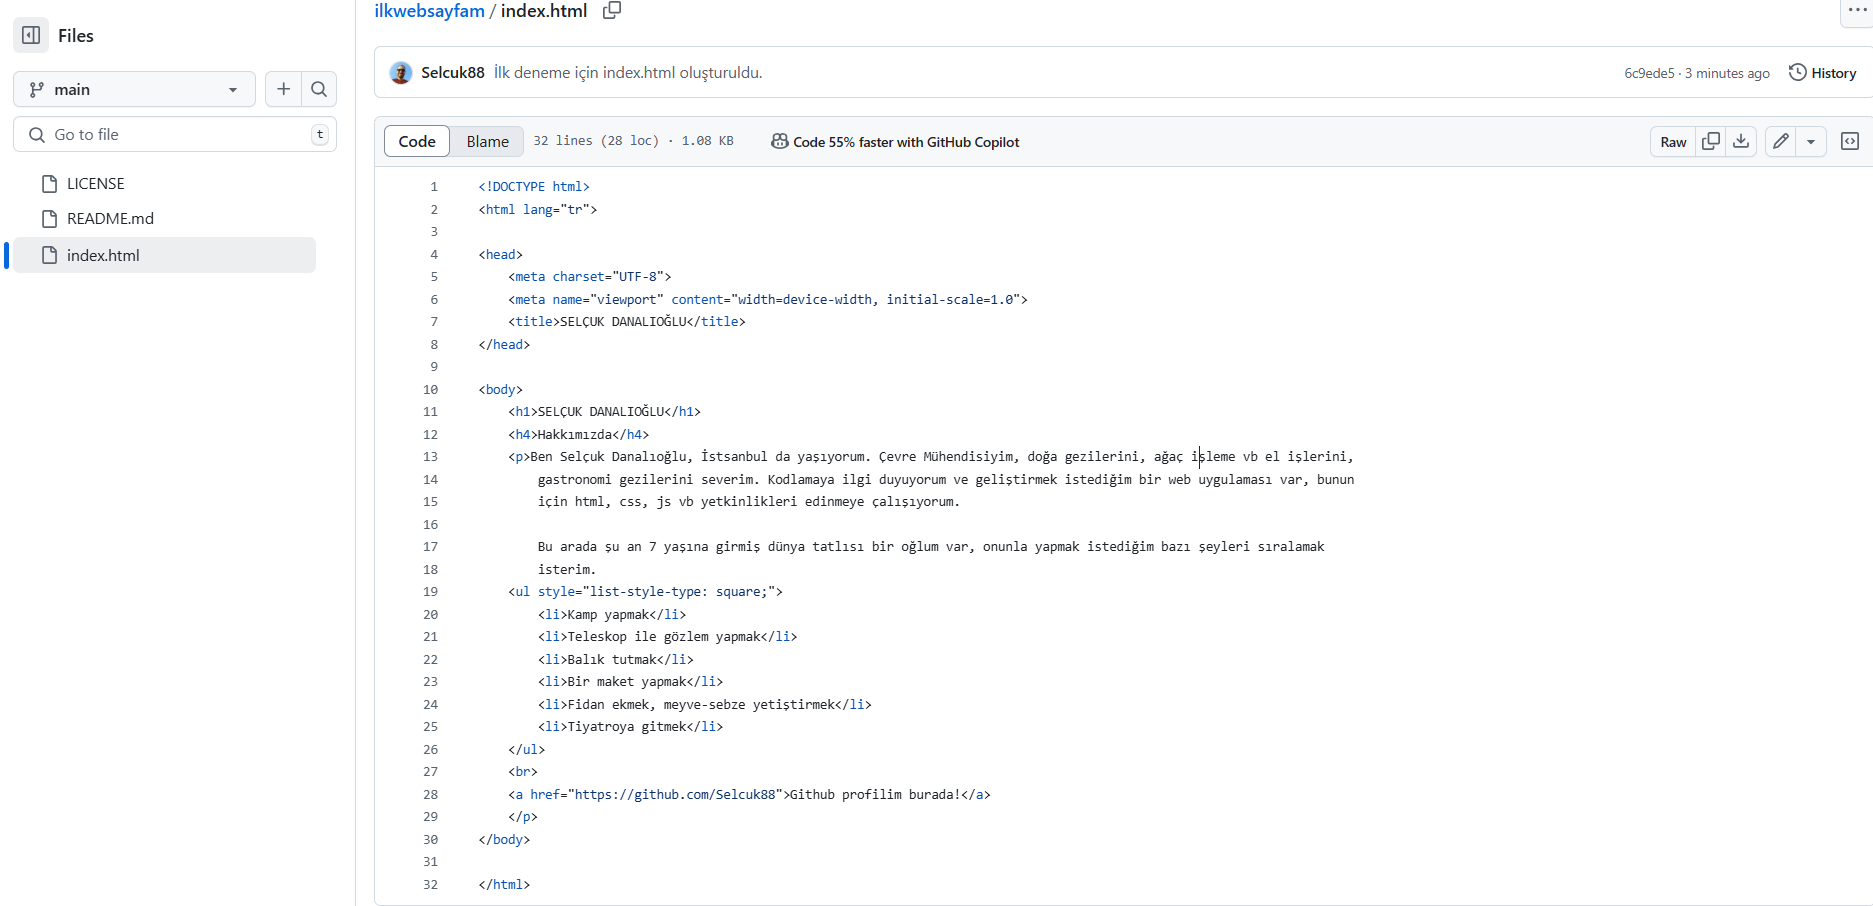 Files
main
Go to file
t
LICENSE
README.md
index.html
ilkwebsayfam / index.html
Selcuk88 İlk deneme için index.html oluşturuldu.
6c9ede5 · 3 minutes ago
History
Code
Blame
32 lines (28 loc) · 1.08 KB
Code 55% faster with GitHub Copilot
Raw
1 <!DOCTYPE html>
2 <html lang="tr">
3
4 <head>
5 <meta charset="UTF-8">
6 <meta name="viewport" content="width=device-width, initial-scale=1.0">
7 <title>SELÇUK DANALIOĞLU</title>
8 </head>
9
10 <body>
11 <h1>SELÇUK DANALIOĞLU</h1>
12 <h4>Hakkımızda</h4>
13 <p>Ben Selçuk Danalıoğlu, İstsanbul da yaşıyorum. Çevre Mühendisiyim, doğa gezilerini, ağaç işleme vb el işlerini,
14 gastronomi gezilerini severim. Kodlamaya ilgi duyuyorum ve geliştirmek istediğim bir web uygulaması var, bunun
15 için html, css, js vb yetkinlikleri edinmeye çalışıyorum.
16
17 Bu arada şu an 7 yaşına girmiş dünya tatlısı bir oğlum var, onunla yapmak istediğim bazı şeyleri sıralamak
18 isterim.
19 <ul style="list-style-type: square;">
20 <li>Kamp yapmak</li>
21 <li>Teleskop ile gözlem yapmak</li>
22 <li>Balık tutmak</li>
23 <li>Bir maket yapmak</li>
24 <li>Fidan ekmek, meyve-sebze yetiştirmek</li>
25 <li>Tiyatroya gitmek</li>
26 </ul>
27 <br>
28 <a href="https://github.com/Selcuk88">Github profilim burada!</a>
29 </p>
30 </body>
31
32 </html>